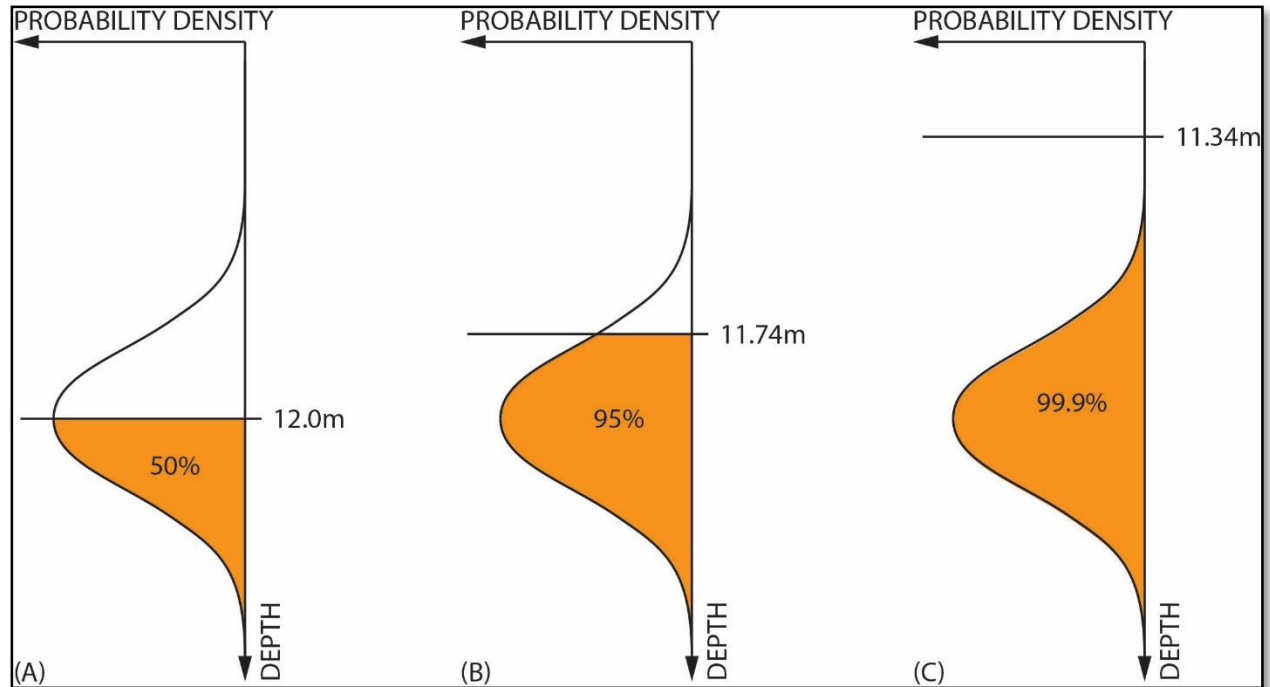 PROBABILITY DENSITY
12.0m
50%
DEPTH
(A)
PROBABILITY DENSITY
11.74m
95%
DEPTH
(B)
PROBABILITY DENSITY
11.34m
99.9%
DEPTH
(C)